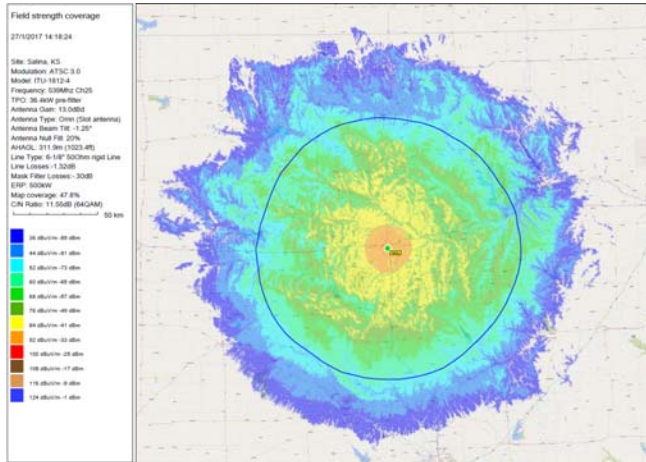 Field strength coverage
27/1/2017 14:18:24
Site: Salina, KS
Modulation: ATSC 3.0
Model: ITU-1812-4
Frequency: 539Mhz Ch25
TPO: 36.4kW pre-filter
Antenna Gain: 13.0dBd
Antenna Type: Omn (Slot antenna)
Antenna Beam Tilt: -1.25°
Antenna Null Fill: 20%
AHAGL: 311.9m (1023.4ft)
Line Type: 6-1/8" 50Ohm rigid Line
Line Losses:-1.32dB
Mask Filter Losses:-.30dB
ERP: 500kW
Map coverage: 47.8%
C/N Ratio: 11.55dB (64QAM)
50 km
36 dBuV/m -89 dBm
44 dBuV/m -81 dBm
52 dBuV/m -73 dBm
60 dBuV/m -65 dBm
68 dBuV/m -57 dBm
76 dBuV/m -49 dBm
84 dBuV/m -41 dBm
92 dBuV/m -33 dBm
100 dBuV/m -25 dBm
108 dBuV/m -17 dBm
116 dBuV/m -9 dBm
124 dBuV/m -1 dBm